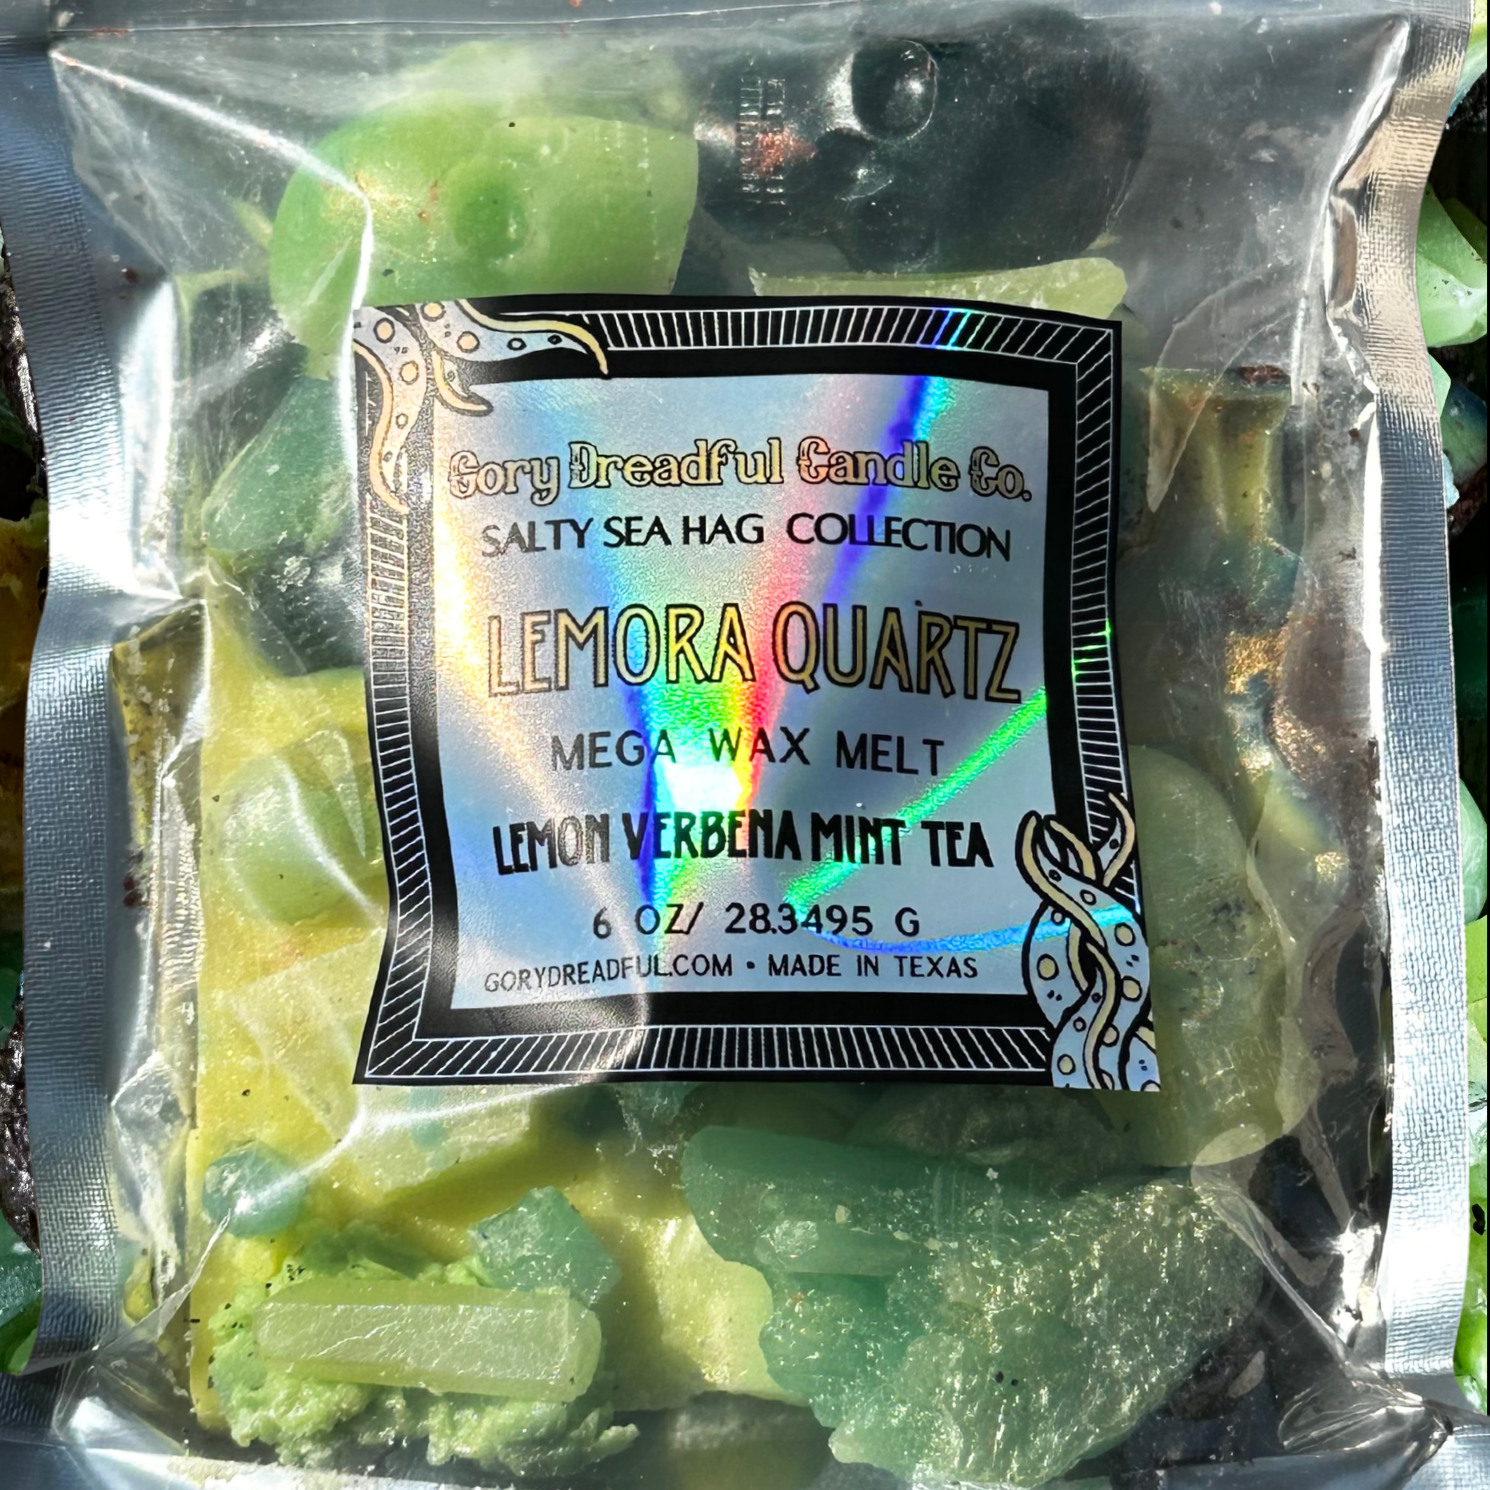 Gory Dreadful Candle Co.
SALTY SEA HAG COLLECTION
LEMORA QUARTZ
MEGA WAX MELT
LEMON VERBENA MINT TEA
6 OZ/ 28.3495 G
GORYDREADFUL.COM • MADE IN TEXAS